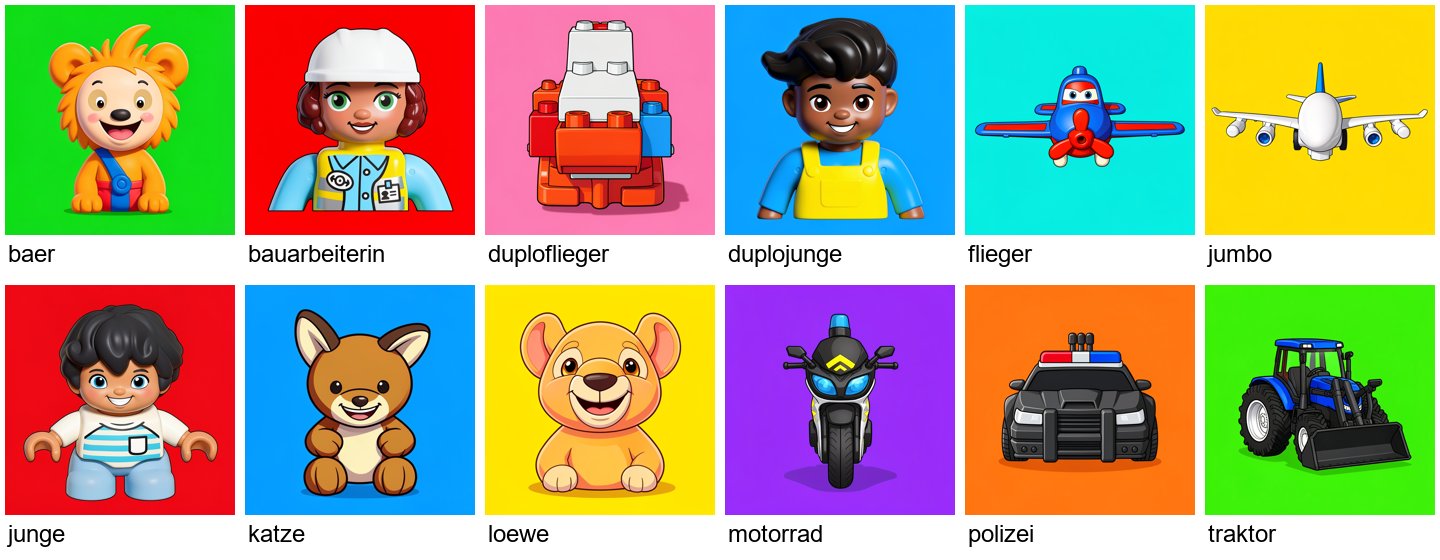 baer
bauarbeiterin
duploflieger
duplojunge
flieger
jumbo
junge
katze
loewe
motorrad
polizei
traktor